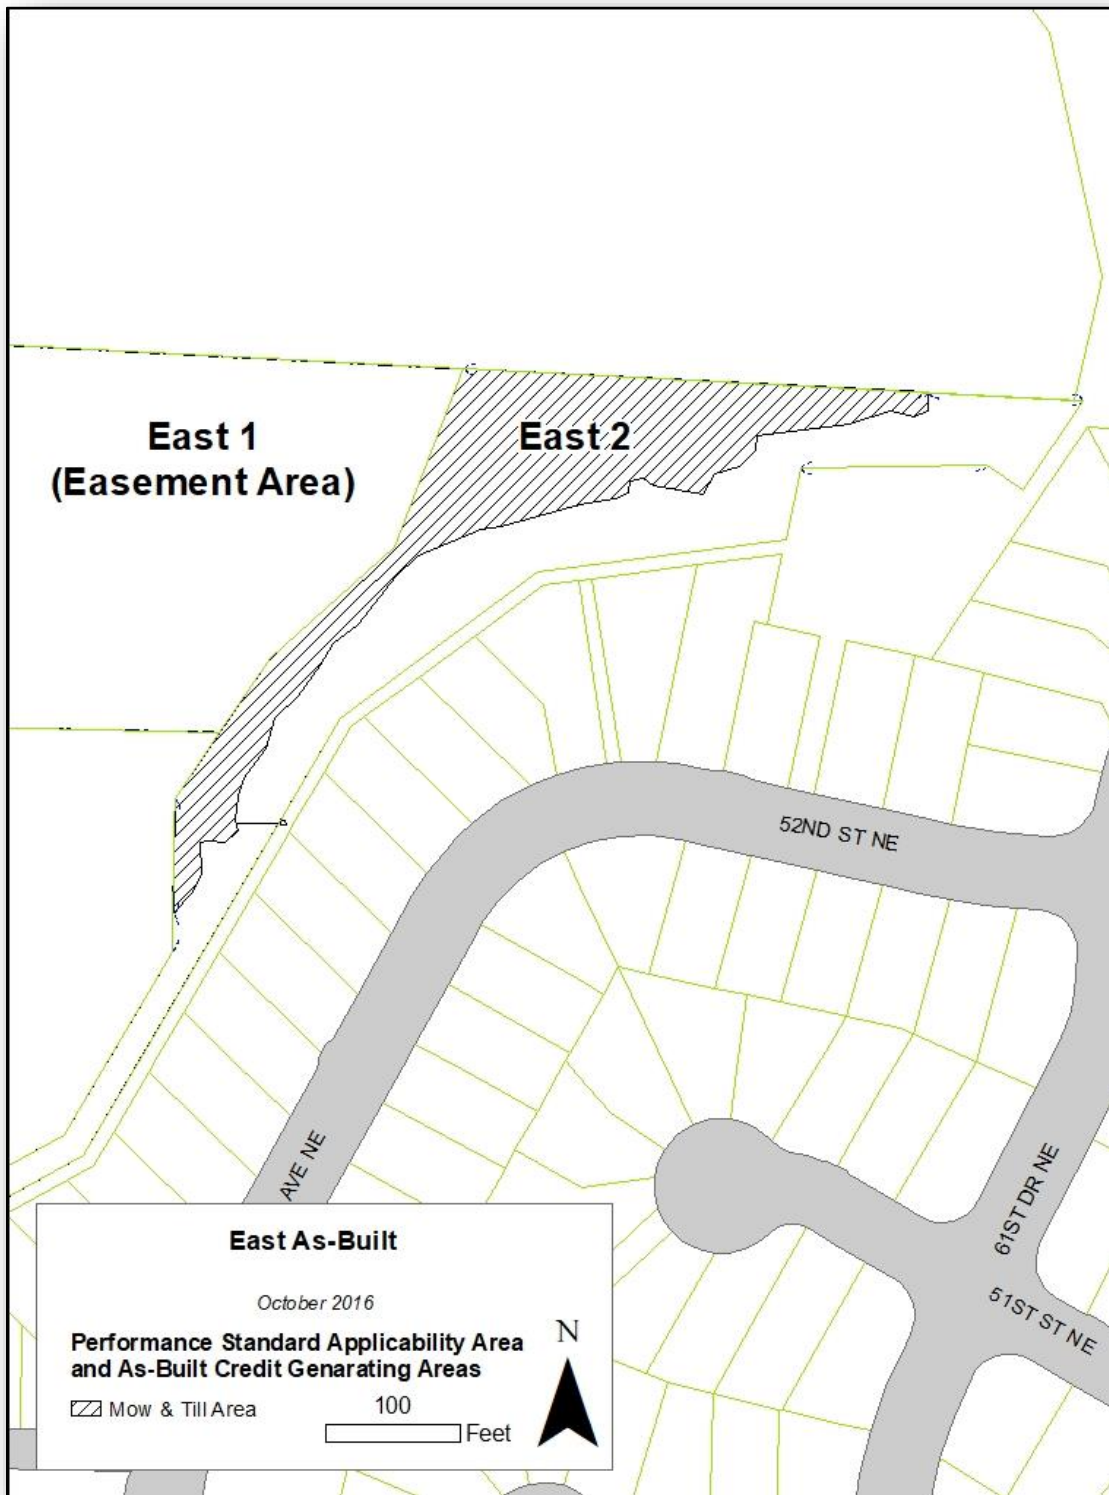 East 1
(Easement Area)
East 2
52ND ST NE
AVE NE
61ST DR NE
51ST ST NE
East As-Built
October 2016
Performance Standard Applicability Area
and As-Built Credit Genarating Areas
Mow & Till Area
100
Feet
N